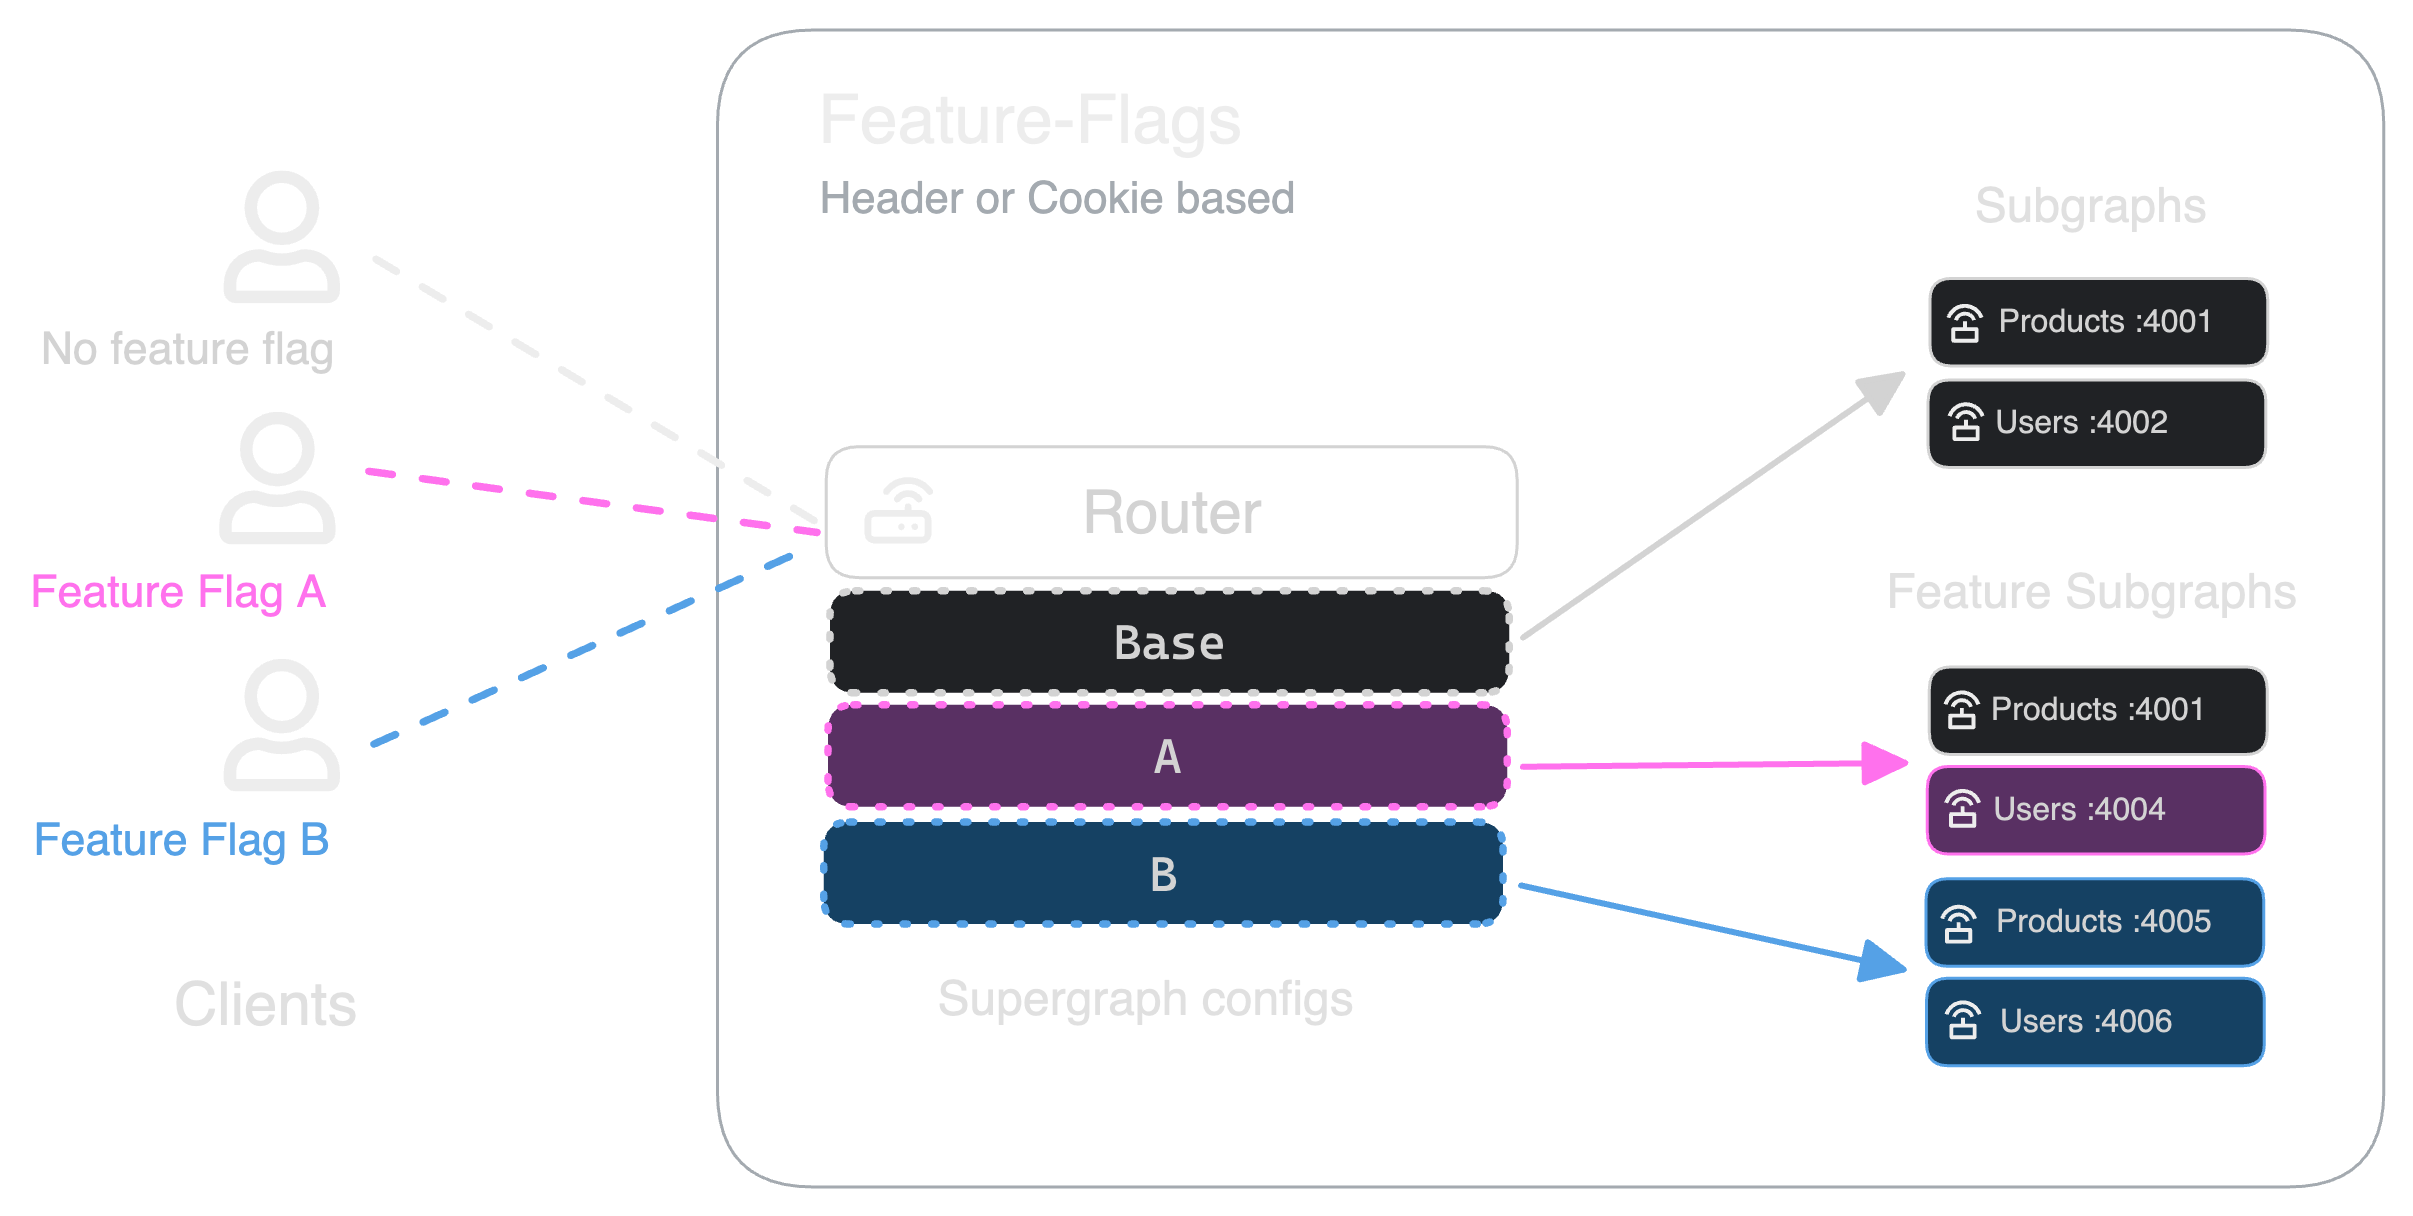 Feature-Flags
Header or Cookie based
No feature flag
Feature Flag A
Feature Flag B
Clients
Router
Base
A
B
Supergraph configs
Subgraphs
Products :4001
Users :4002
Feature Subgraphs
Products :4001
Users :4004
Products :4005
Users :4006